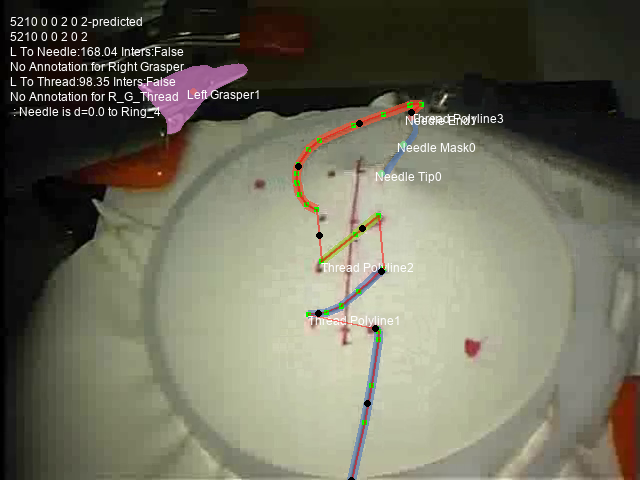 5210 0 0 2 0 2-predicted
5210 0 0 2 0 2
L To Needle:168.04 Inters:False
No Annotation for Right Grasper
L To Thread:98.35 Inters:False
No Annotation for R_G_Thread
Needle is d=0.0 to Ring_4
Left Grasper1
Thread Polyline3
Needle End1
Needle Mask0
Needle Tip0
Thread Polyline2
Thread Polyline1